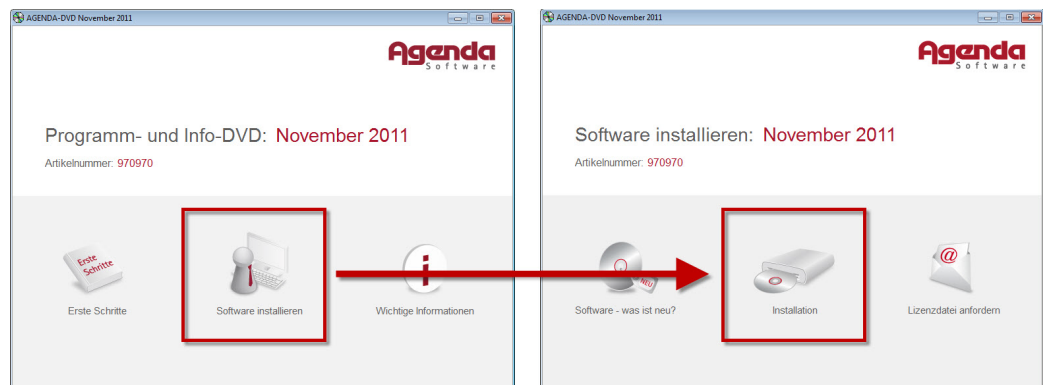 AGENDA-DVD November 2011
Agenda
Software
Programm- und Info-DVD: November 2011
Artikelnummer: 970970
Erste
Schritte
Erste Schritte
Software installieren
Wichtige Informationen
AGENDA-DVD November 2011
Agenda
Software
Software installieren: November 2011
Artikelnummer: 970970
NEU
@
Software - was ist neu?
Installation
Lizenzdatei anfordern